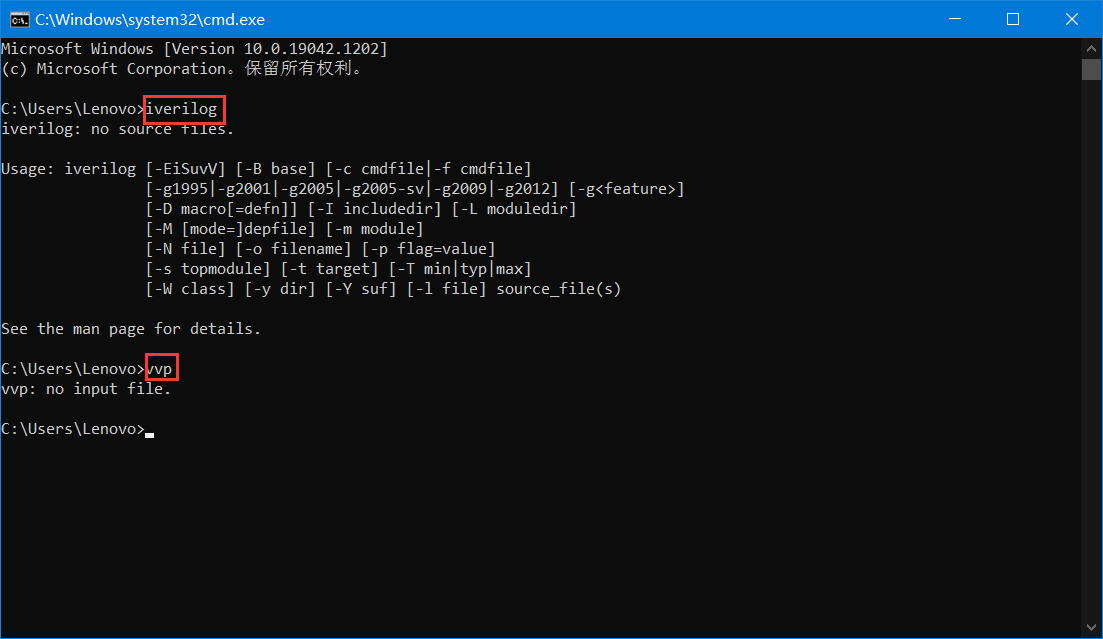 C:\Windows\system32\cmd.exe
Microsoft Windows [Version 10.0.19042.1202]
(c) Microsoft Corporation。保留所有权利。
C:\Users\Lenovo>iverilog
iverilog: no source files.
Usage: iverilog [-EiSuvV] [-B base] [-c cmdfile|-f cmdfile]
[-g1995|-g2001|-g2005|-g2005-sv|-g2009|-g2012] [-g<feature>]
[-D macro[=defn]] [-I includedir] [-L moduledir]
[-M [mode=]depfile] [-m module]
[-N file] [-o filename] [-p flag=value]
[-s topmodule] [-t target] [-T min|typ|max]
[-W class] [-y dir] [-Y suf] [-l file] source_file(s)
See the man page for details.
C:\Users\Lenovo>vvp
vvp: no input file.
C:\Users\Lenovo>